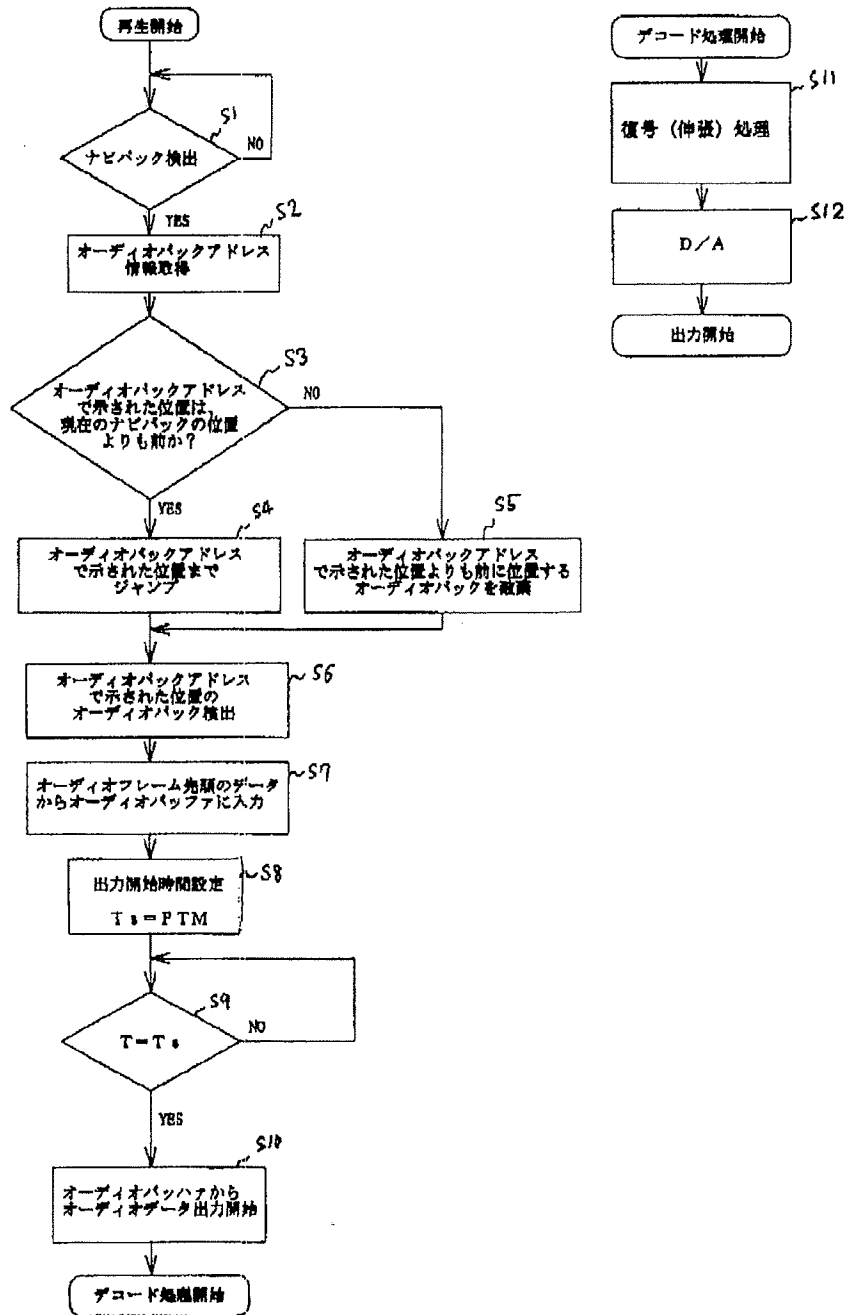 再生開始
S1
ナビパック検出
NO
YES
S2
オーディオパックアドレス
情報取得
S3
オーディオパックアドレス
で示された位置は、
現在のナビパックの位置
よりも前か?
NO
YES
S4
オーディオパックアドレス
で示された位置まで
ジャンプ
S5
オーディオパックアドレス
で示された位置よりも前に位置する
オーディオパックを破棄
S6
オーディオパックアドレス
で示された位置の
オーディオパック検出
S7
オーディオフレーム先頭のデータ
からオーディオバッファに入力
S8
出力開始時間設定
Ts=PTM
S9
T=Ts
NO
YES
S10
オーディオバッファから
オーディオデータ出力開始
デコード処理開始
デコード処理開始
S11
復号(伸張)処理
S12
D/A
出力開始